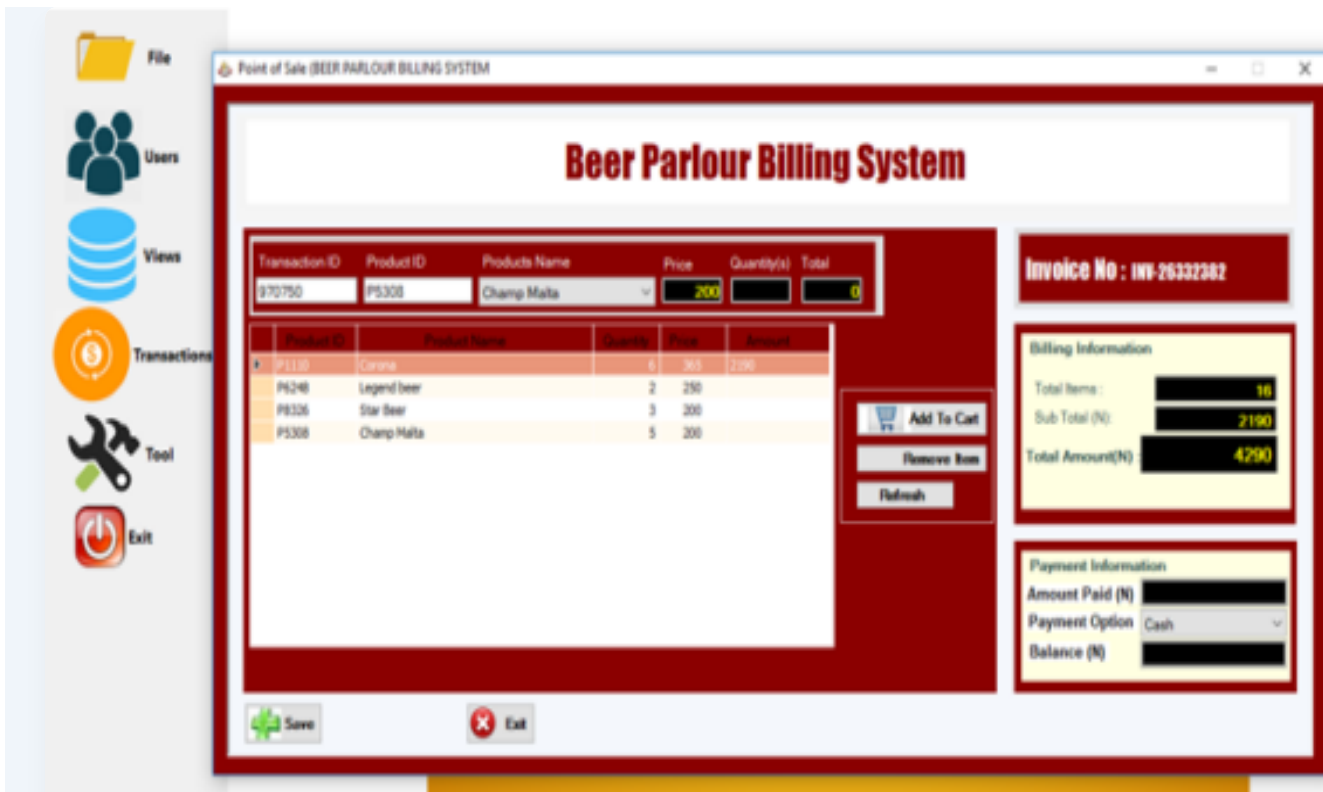 File
Point of Sale (BEER PARLOUR BILLING SYSTEM
Users
Views
Transactions
Tool
Exit
Beer Parlour Billing System
Transaction ID Product ID Products Name Price Quantity(s) Total
970750 P5308 Champ Malta 200 0
Product ID Product Name Quantity Price Amount
P1110 Corona 6 365 2190
P6248 Legend beer 2 250
P8326 Star Beer 3 200
P5308 Champ Malta 5 200
Add To Cart
Remove Item
Refresh
Invoice No : INV-26332382
Billing Information
Total Items : 16
Sub Total (N): 2190
Total Amount(N) : 4290
Payment Information
Amount Paid (N)
Payment Option Cash
Balance (N)
Save Exit